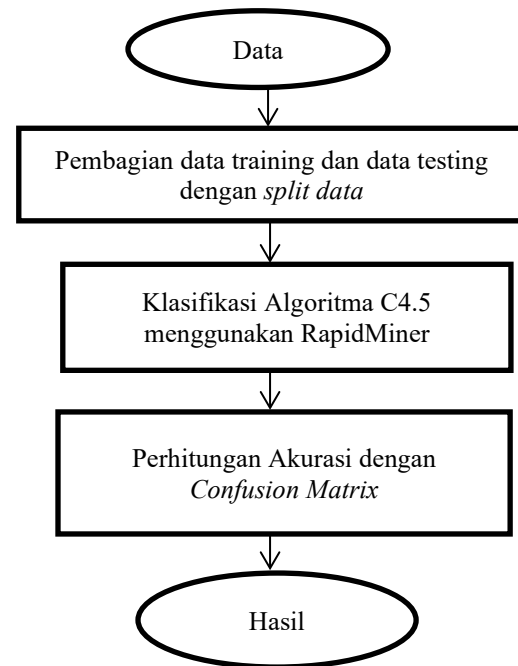 Data
Pembagian data training dan data testing
dengan split data
Klasifikasi Algoritma C4.5
menggunakan RapidMiner
Perhitungan Akurasi dengan
Confusion Matrix
Hasil